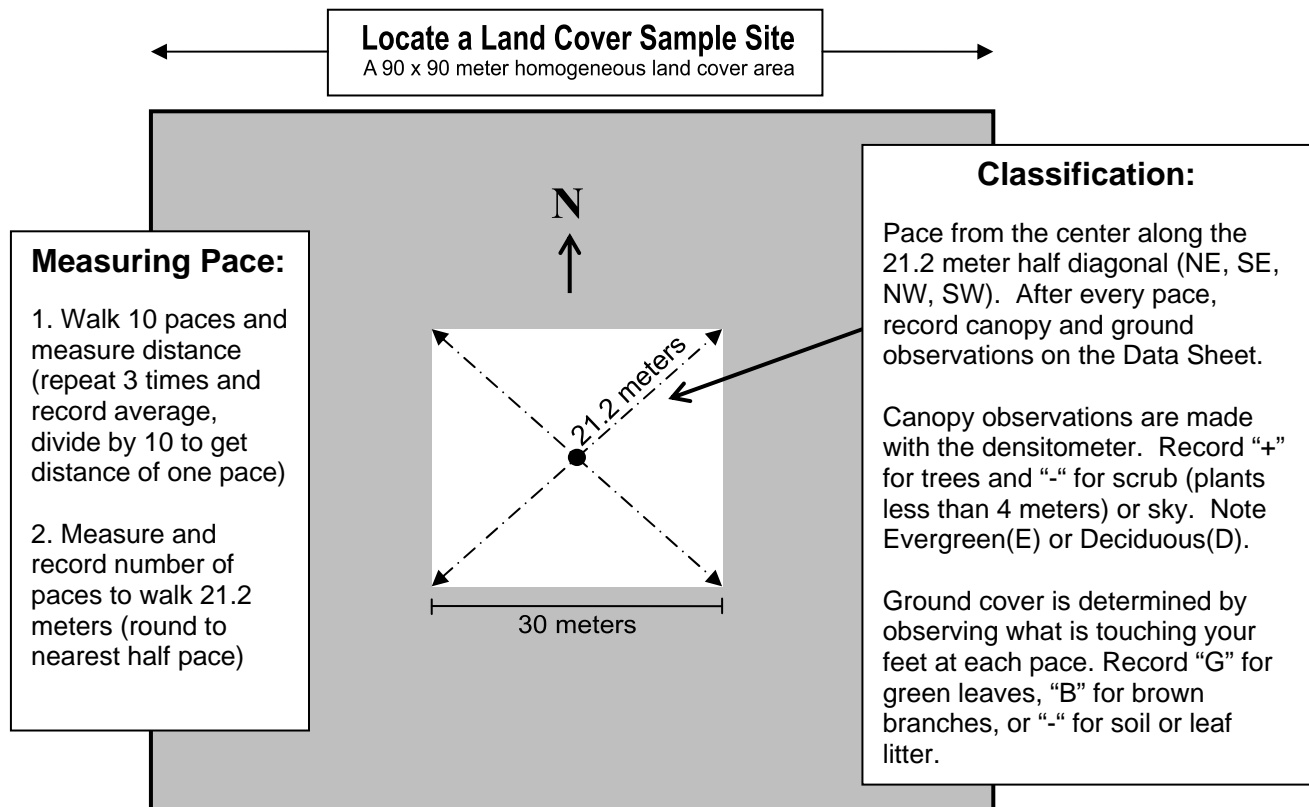 Locate a Land Cover Sample Site
A 90 x 90 meter homogeneous land cover area
Measuring Pace:
1. Walk 10 paces and
measure distance
(repeat 3 times and
record average,
divide by 10 to get
distance of one pace)
2. Measure and
record number of
paces to walk 21.2
meters (round to
nearest half pace)
N
21.2 meters
30 meters
Classification:
Pace from the center along the
21.2 meter half diagonal (NE, SE,
NW, SW).  After every pace,
record canopy and ground
observations on the Data Sheet.
Canopy observations are made
with the densitometer.  Record “+”
for trees and “-“ for scrub (plants
less than 4 meters) or sky.  Note
Evergreen(E) or Deciduous(D).
Ground cover is determined by
observing what is touching your
feet at each pace. Record “G” for
green leaves, “B” for brown
branches, or “-“ for soil or leaf
litter.